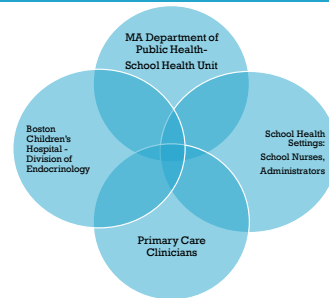 MA Department of
Public Health-
School Health Unit
Boston
Children's
Hospital -
Division of
Endocrinology
School Health
Settings:
School Nurses,
Administrators
Primary Care
Clinicians